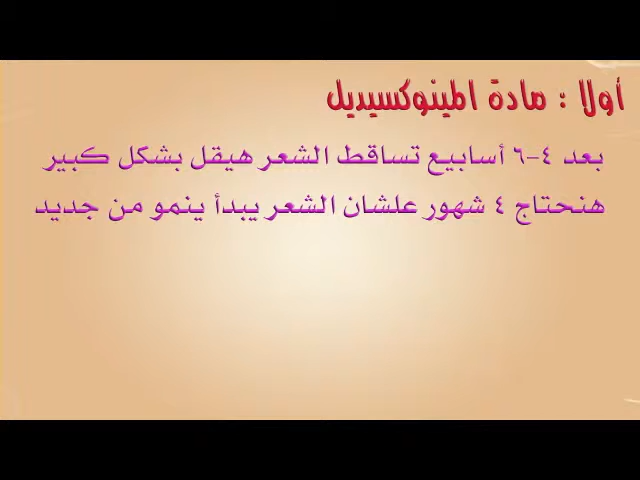 أولا : مادة المينوكسيديل
بعد ٤-٦ أسابيع تساقط الشعر هيقل بشكل كبير
هنحتاج ٤ شهور علشان الشعر يبدأ ينمو من جديد